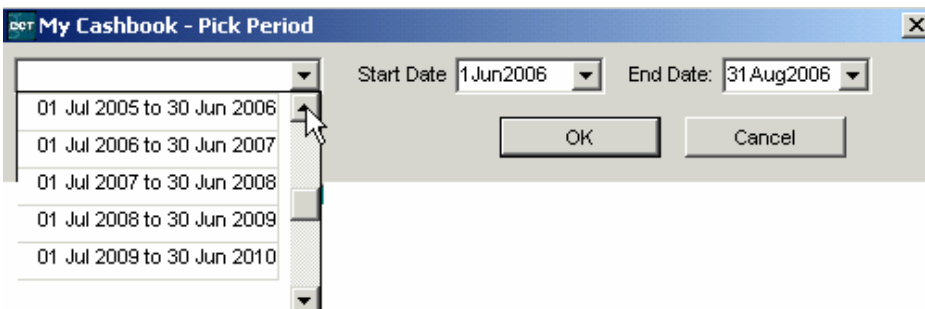 DCT My Cashbook - Pick Period
Start Date 1Jun2006 End Date: 31Aug2006
01 Jul 2005 to 30 Jun 2006
01 Jul 2006 to 30 Jun 2007
OK Cancel
01 Jul 2007 to 30 Jun 2008
01 Jul 2008 to 30 Jun 2009
01 Jul 2009 to 30 Jun 2010